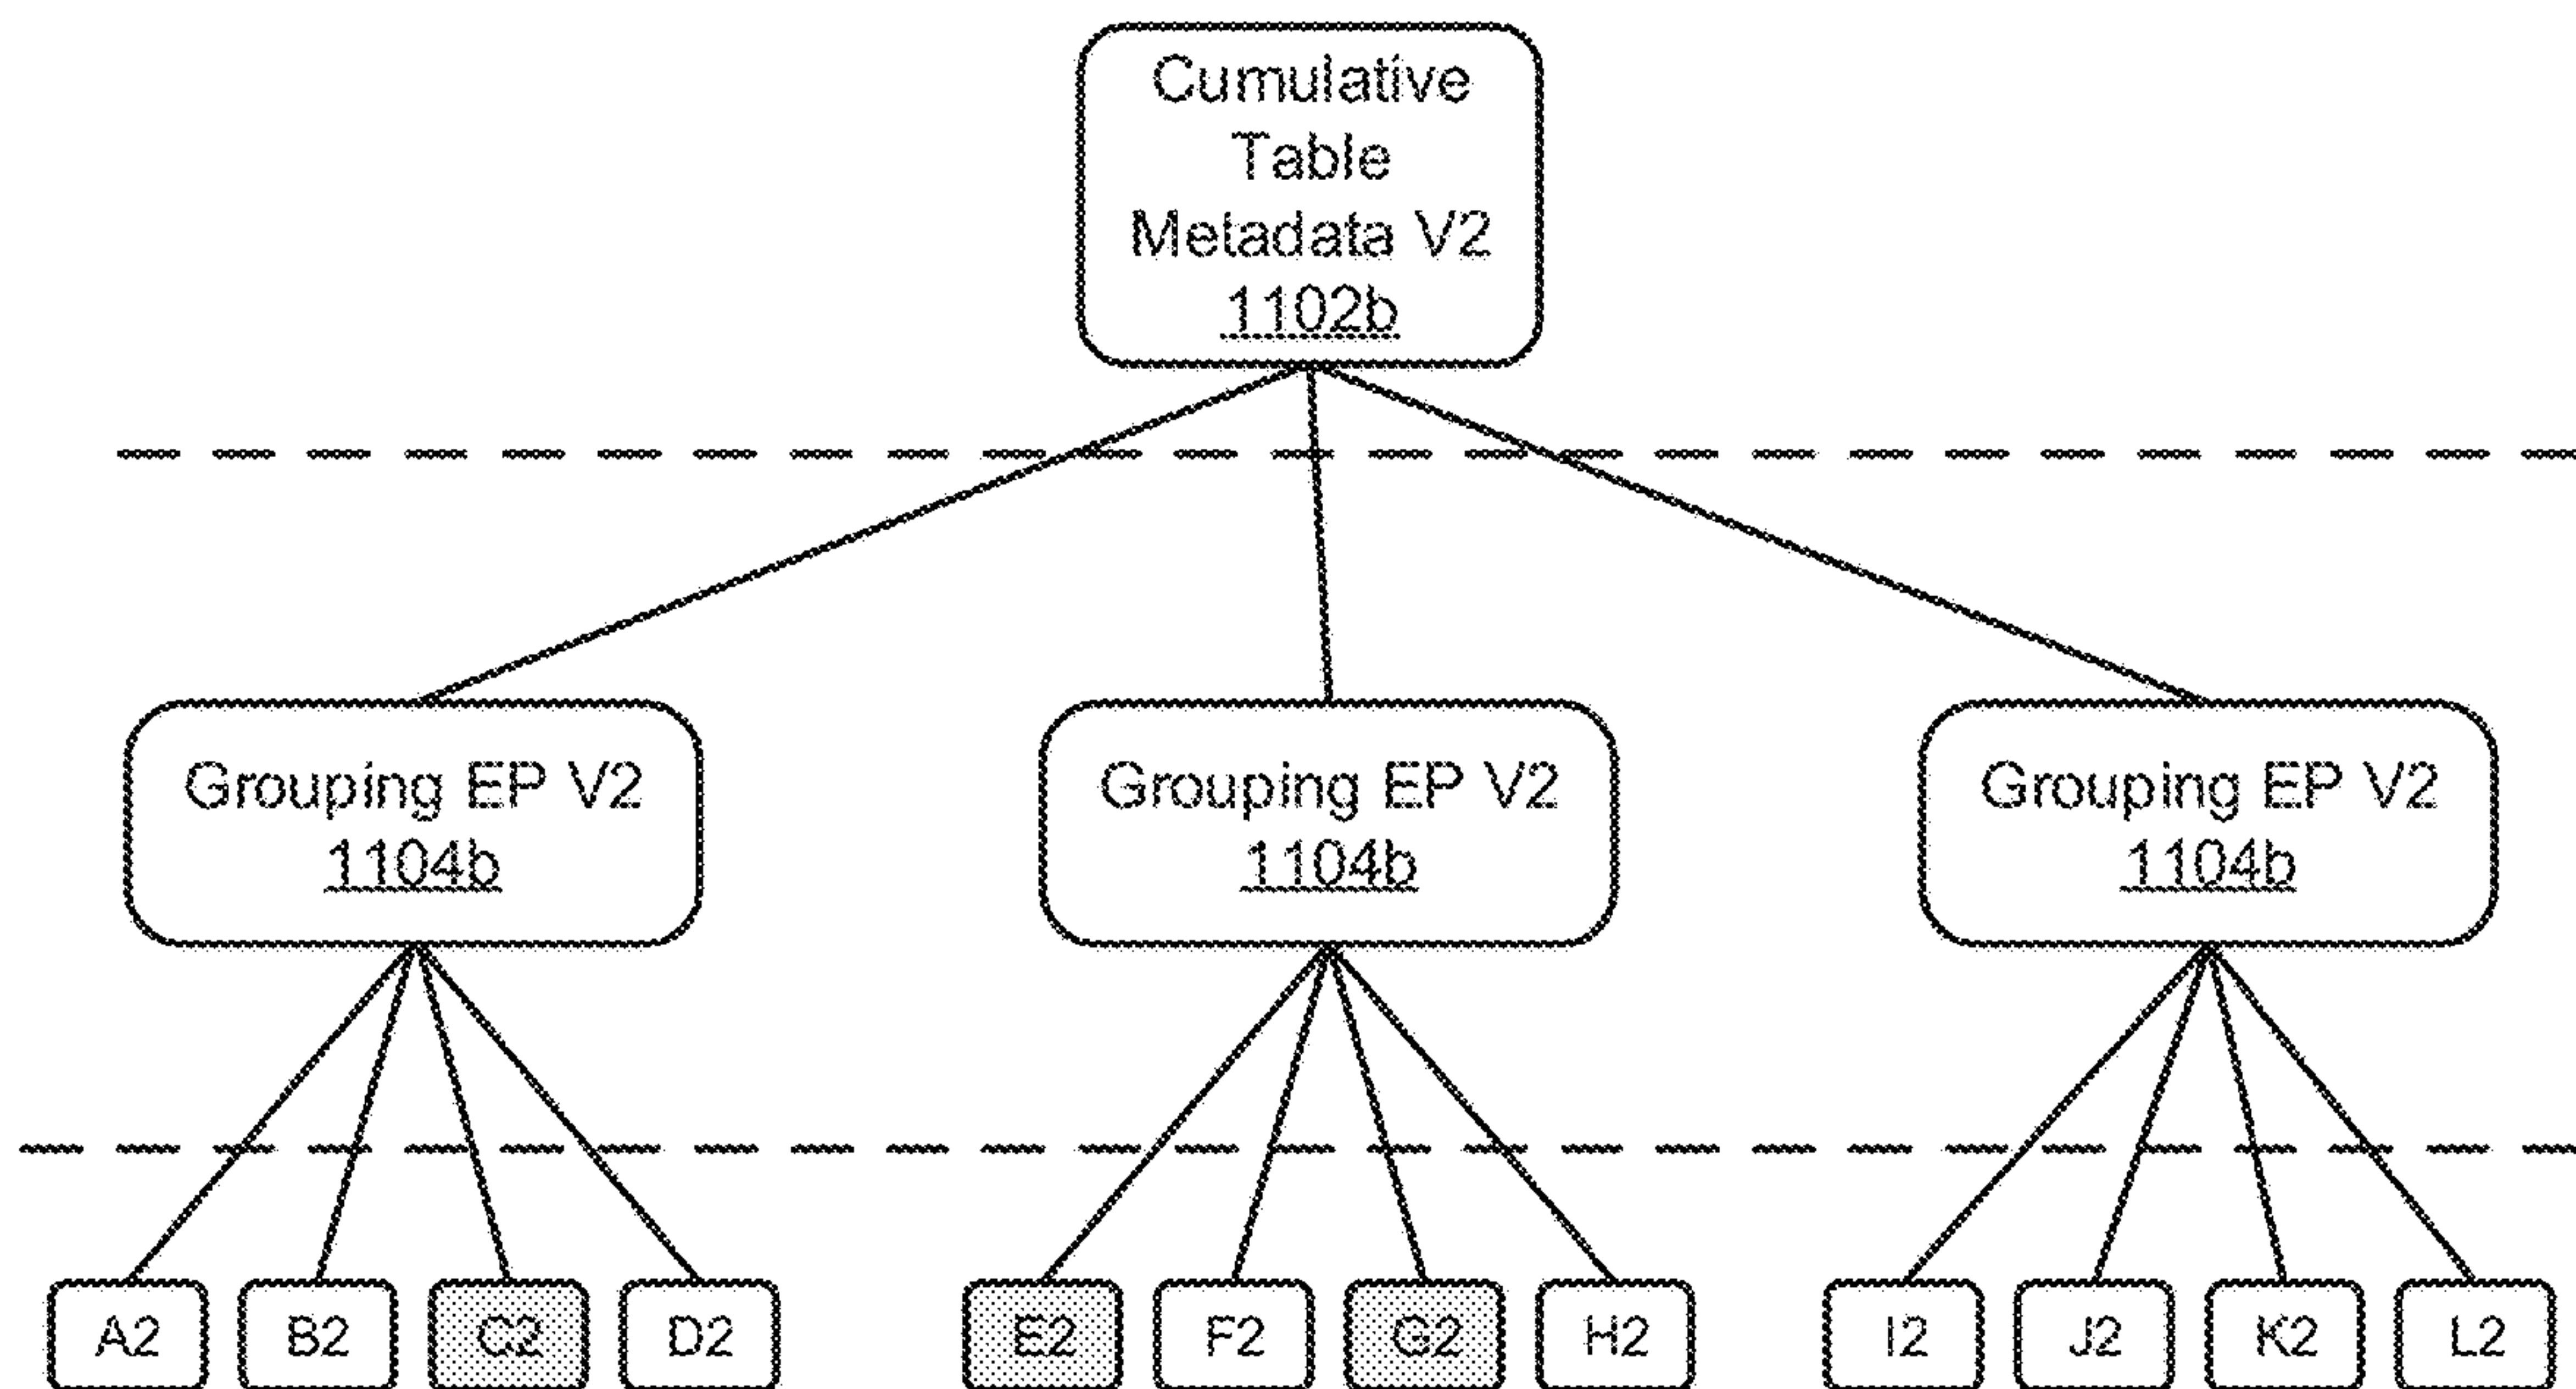 Cumulative
Table
Metadata V2
1102b
Grouping EP V2
1104b
Grouping EP V2
1104b
Grouping EP V2
1104b
A2
B2
C2
D2
E2
F2
G2
H2
I2
J2
K2
L2